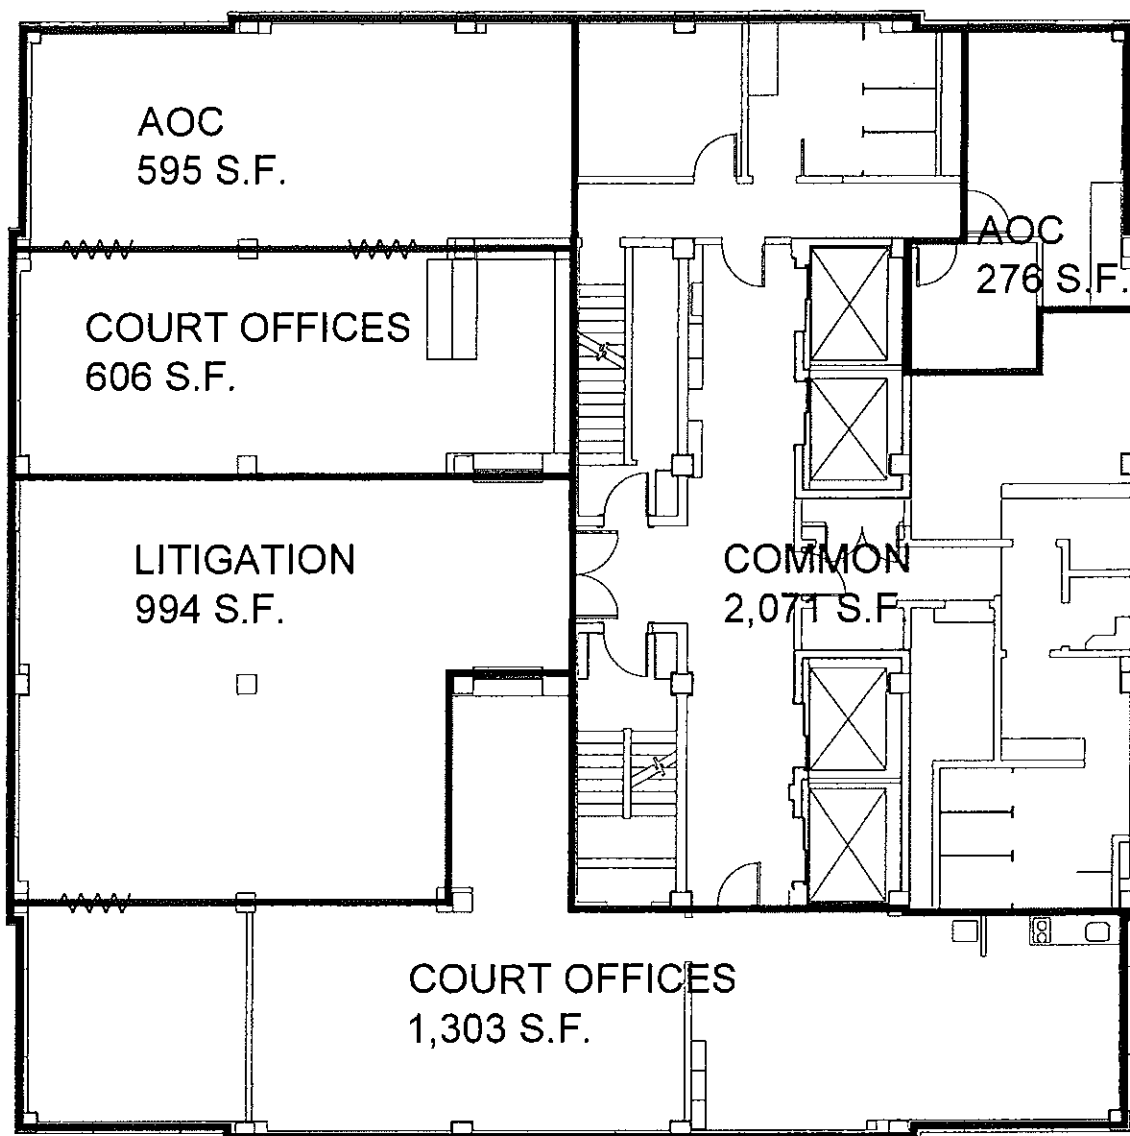 AOC
595 S.F.
AOC
276 S.F.
COURT OFFICES
606 S.F.
LITIGATION
994 S.F.
COMMON
2,071 S.F
COURT OFFICES
1,303 S.F.